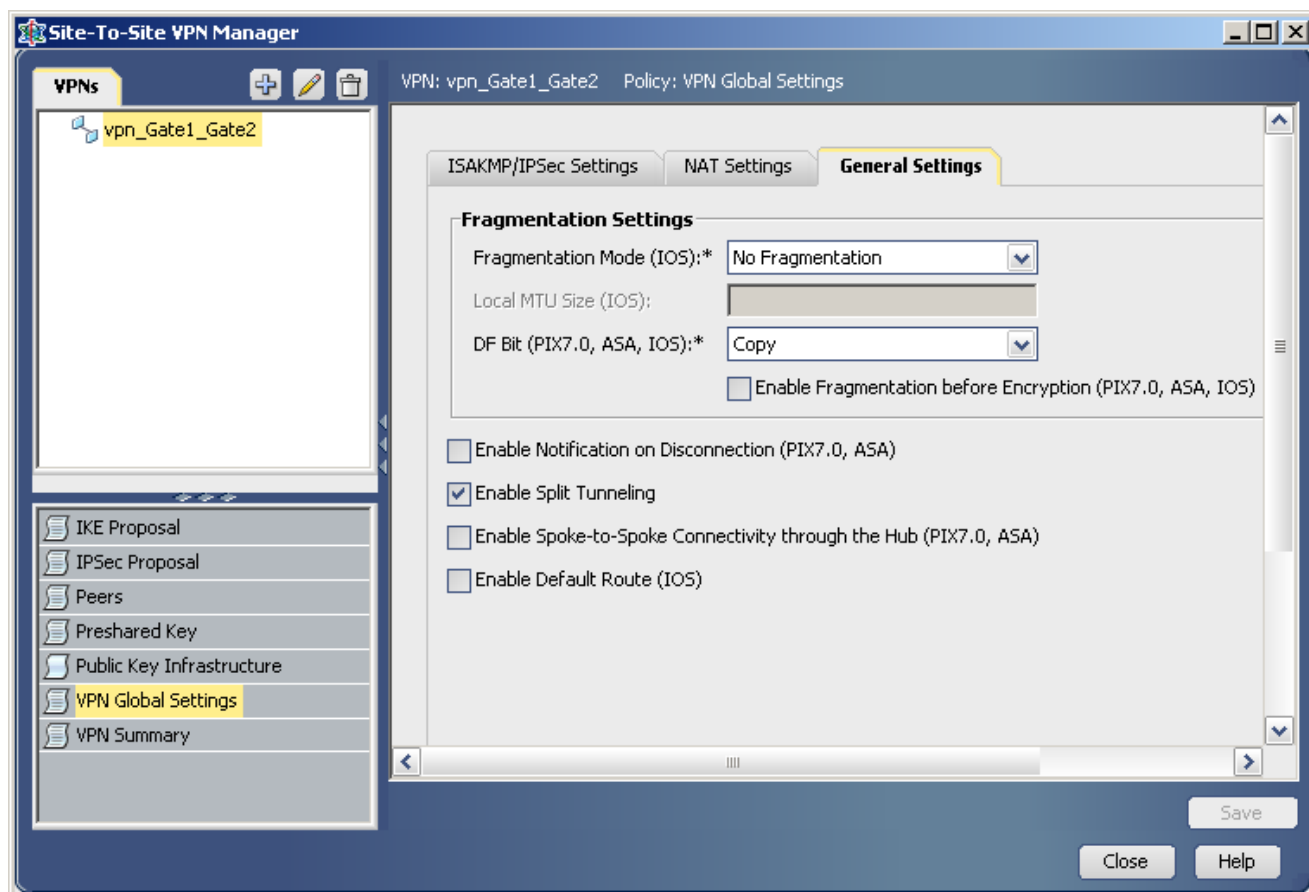 Site-To-Site VPN Manager
VPNs
vpn_Gate1_Gate2
IKE Proposal
IPSec Proposal
Peers
Preshared Key
Public Key Infrastructure
VPN Global Settings
VPN Summary
VPN: vpn_Gate1_Gate2 Policy: VPN Global Settings
ISAKMP/IPSec Settings NAT Settings General Settings
Fragmentation Settings
Fragmentation Mode (IOS):* No Fragmentation
Local MTU Size (IOS):
DF Bit (PIX7.0, ASA, IOS):* Copy
Enable Fragmentation before Encryption (PIX7.0, ASA, IOS)
Enable Notification on Disconnection (PIX7.0, ASA)
Enable Split Tunneling
Enable Spoke-to-Spoke Connectivity through the Hub (PIX7.0, ASA)
Enable Default Route (IOS)
Save
Close Help